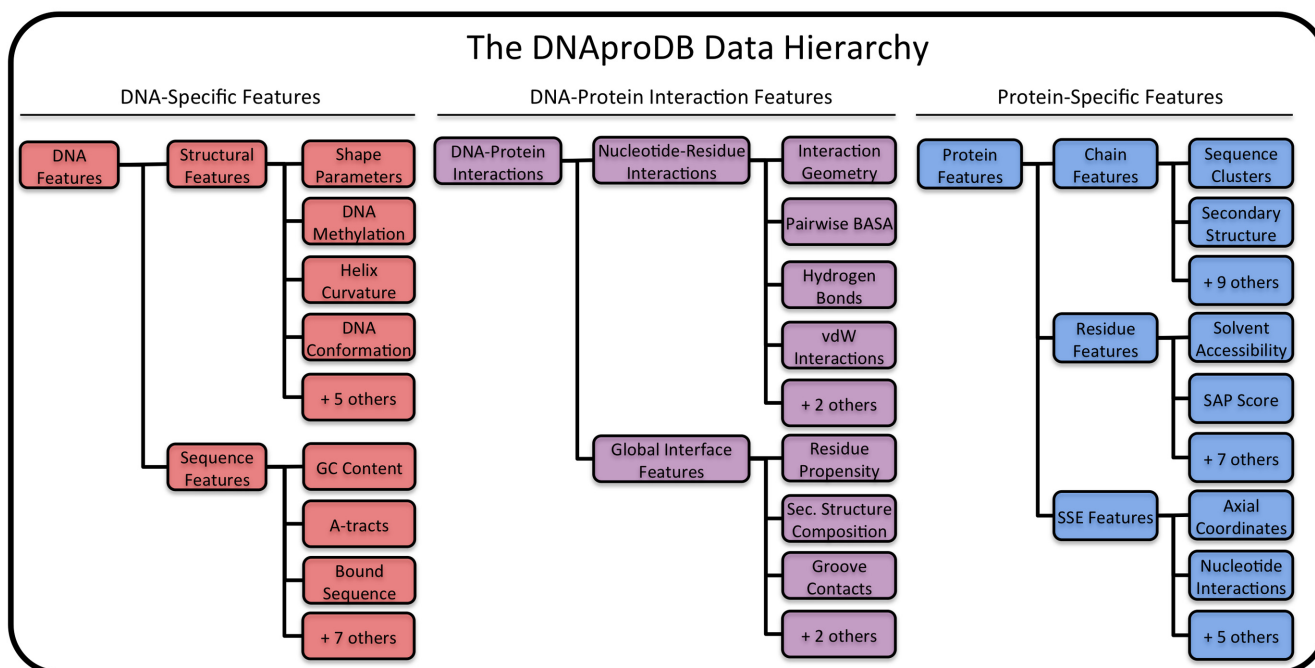 The DNAproDB Data Hierarchy
DNA-Specific Features
DNA
Features
Structural
Features
Shape
Parameters
DNA
Methylation
Helix
Curvature
DNA
Conformation
+ 5 others
Sequence
Features
GC Content
A-tracts
Bound
Sequence
+ 7 others
DNA-Protein Interaction Features
DNA-Protein
Interactions
Nucleotide-Residue
Interactions
Interaction
Geometry
Pairwise BASA
Hydrogen
Bonds
vdW
Interactions
+ 2 others
Global Interface
Features
Residue
Propensity
Sec. Structure
Composition
Groove
Contacts
+ 2 others
Protein-Specific Features
Protein
Features
Chain
Features
Sequence
Clusters
Secondary
Structure
+ 9 others
Residue
Features
Solvent
Accessibility
SAP Score
+ 7 others
SSE Features
Axial
Coordinates
Nucleotide
Interactions
+ 5 others